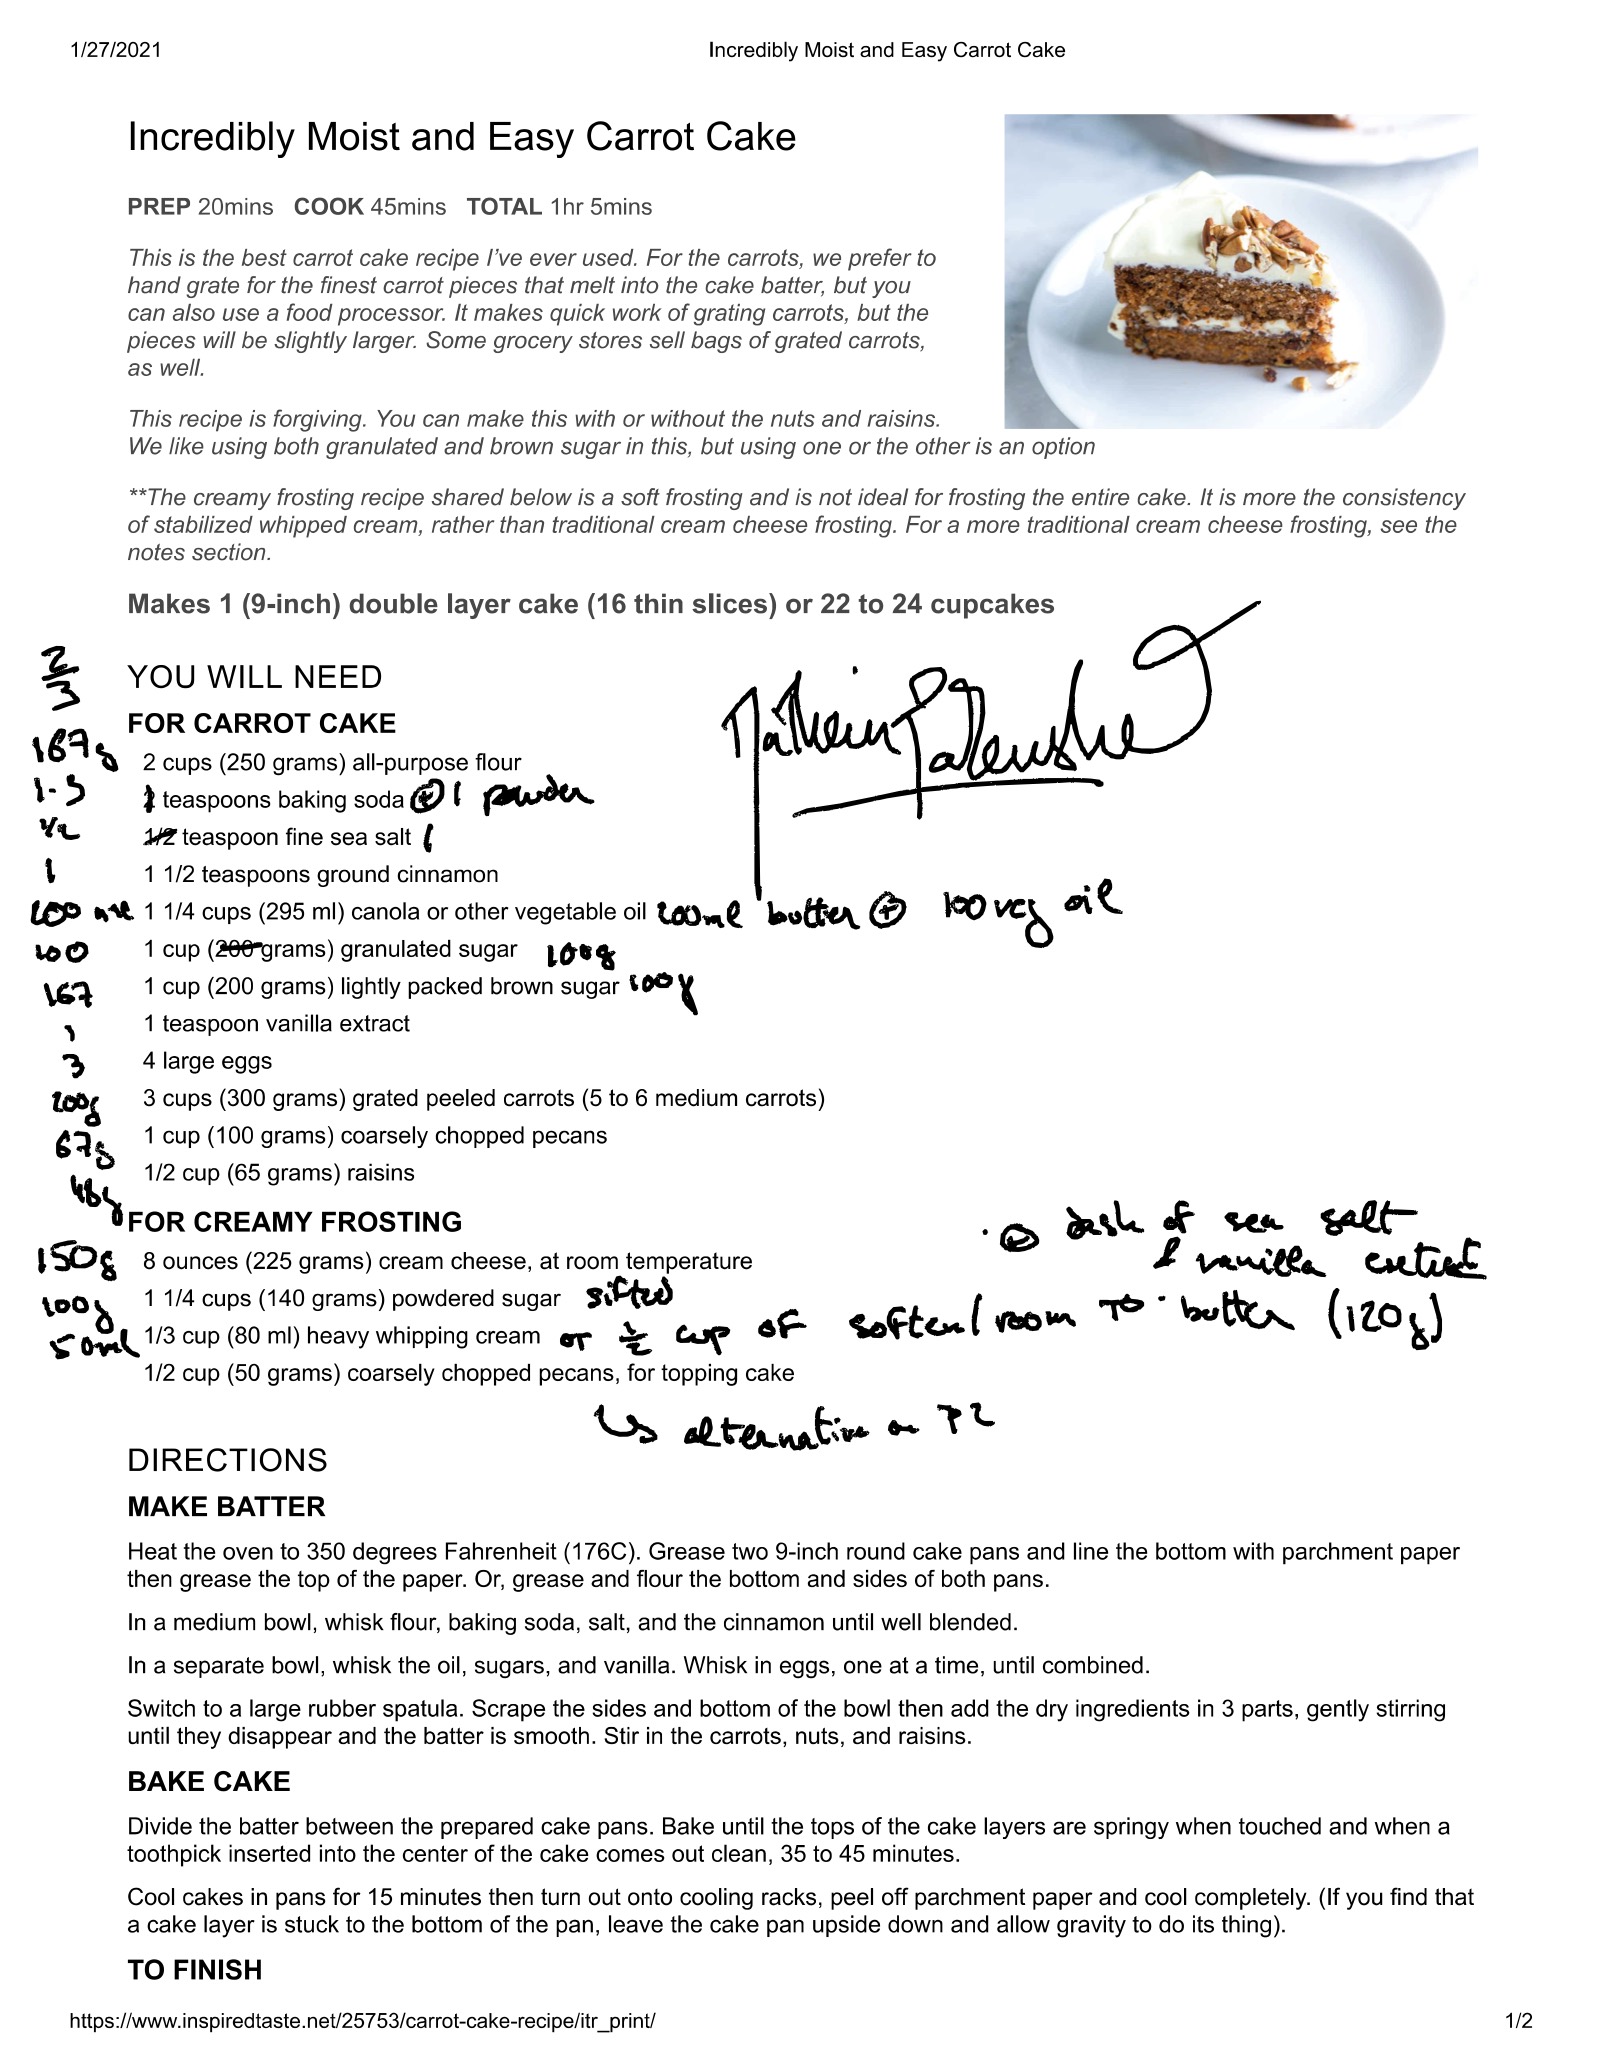 1/27/2021 Incredibly Moist and Easy Carrot Cake
Incredibly Moist and Easy Carrot Cake
PREP 20mins COOK 45mins TOTAL 1hr 5mins
This is the best carrot cake recipe I've ever used. For the carrots, we prefer to
hand grate for the finest carrot pieces that melt into the cake batter, but you
can also use a food processor. It makes quick work of grating carrots, but the
pieces will be slightly larger. Some grocery stores sell bags of grated carrots,
as well.
This recipe is forgiving. You can make this with or without the nuts and raisins.
We like using both granulated and brown sugar in this, but using one or the other is an option
**The creamy frosting recipe shared below is a soft frosting and is not ideal for frosting the entire cake. It is more the consistency
of stabilized whipped cream, rather than traditional cream cheese frosting. For a more traditional cream cheese frosting, see the
notes section.
Makes 1 (9-inch) double layer cake (16 thin slices) or 22 to 24 cupcakes
2/3 YOU WILL NEED
FOR CARROT CAKE
167g 2 cups (250 grams) all-purpose flour
teaspoons baking soda + 1 powder
1/2 1/2 teaspoon fine sea salt 1
1 1 1/2 teaspoons ground cinnamon
200 ml 1 1/4 cups (295 ml) canola or other vegetable oil 200ml butter + 100 veg oil
100 1 cup (200 grams) granulated sugar 100g
167 1 cup (200 grams) lightly packed brown sugar 100g
1 1 teaspoon vanilla extract
3 4 large eggs
200g 3 cups (300 grams) grated peeled carrots (5 to 6 medium carrots)
67g 1 cup (100 grams) coarsely chopped pecans
48g 1/2 cup (65 grams) raisins
FOR CREAMY FROSTING + dash of sea salt
& vanilla extract
150g 8 ounces (225 grams) cream cheese, at room temperature
100g 1 1/4 cups (140 grams) powdered sugar sifted
50ml 1/3 cup (80 ml) heavy whipping cream or 1/2 cup of soften/room To butter (120g)
1/2 cup (50 grams) coarsely chopped pecans, for topping cake
↳ alternative on P2
DIRECTIONS
MAKE BATTER
Heat the oven to 350 degrees Fahrenheit (176C). Grease two 9-inch round cake pans and line the bottom with parchment paper
then grease the top of the paper. Or, grease and flour the bottom and sides of both pans.
In a medium bowl, whisk flour, baking soda, salt, and the cinnamon until well blended.
In a separate bowl, whisk the oil, sugars, and vanilla. Whisk in eggs, one at a time, until combined.
Switch to a large rubber spatula. Scrape the sides and bottom of the bowl then add the dry ingredients in 3 parts, gently stirring
until they disappear and the batter is smooth. Stir in the carrots, nuts, and raisins.
BAKE CAKE
Divide the batter between the prepared cake pans. Bake until the tops of the cake layers are springy when touched and when a
toothpick inserted into the center of the cake comes out clean, 35 to 45 minutes.
Cool cakes in pans for 15 minutes then turn out onto cooling racks, peel off parchment paper and cool completely. (If you find that
a cake layer is stuck to the bottom of the pan, leave the cake pan upside down and allow gravity to do its thing).
TO FINISH
https://www.inspiredtaste.net/25753/carrot-cake-recipe/itr_print/ 1/2